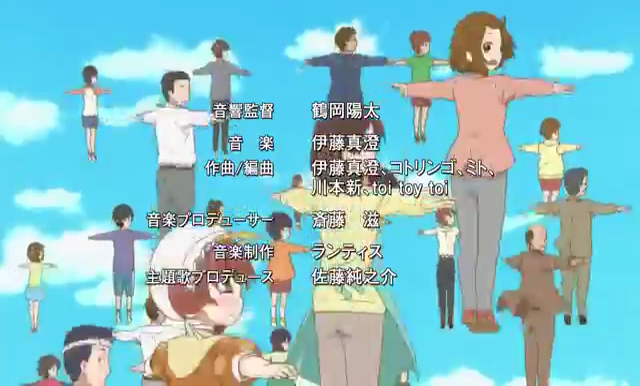 音響監督 鶴岡陽太
音 楽 伊藤真澄
作曲/編曲 伊藤真澄、コトリンゴ、ミト、
川本新、toi toy toi
音楽プロデューサー 斎藤 滋
音楽制作 ランティス
主題歌プロデュース 佐藤純之介